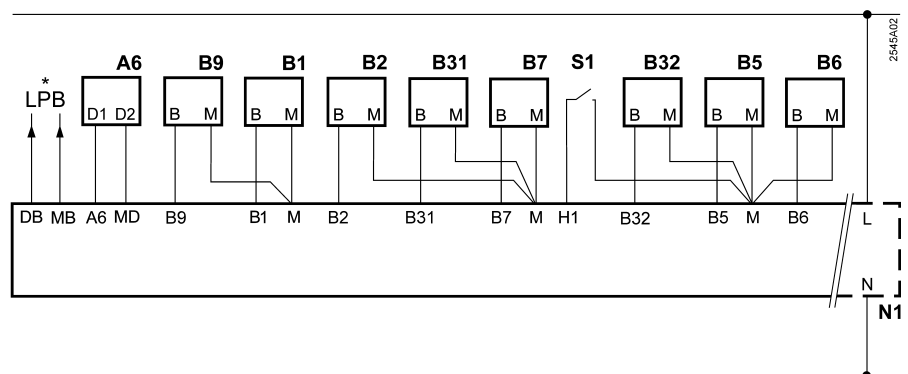 2545A02
A6 B9 B1 B2 B31 B7 S1 B32 B5 B6
*
LPB
D1 D2 B M B M B M B M B M B M B M B M
DB MB A6 MD B9 B1 M B2 B31 B7 M H1 B32 B5 M B6 L
N
N1